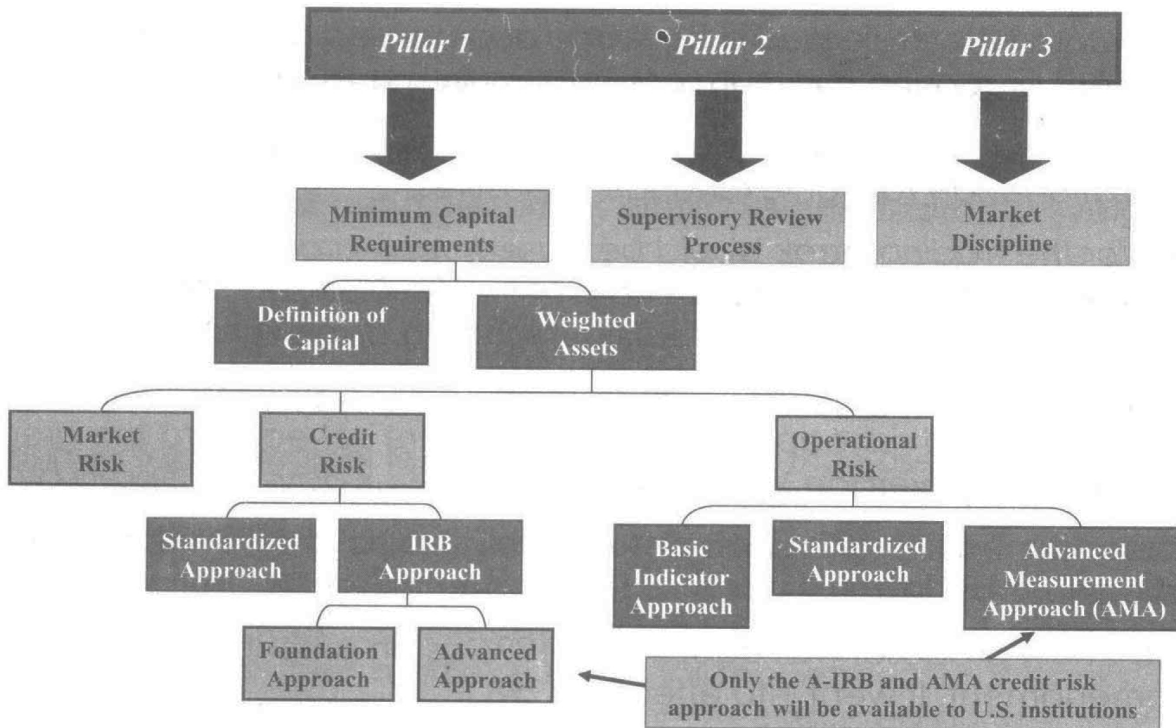 Pillar 1
Pillar 2
Pillar 3
Minimum Capital
Requirements
Supervisory Review
Process
Market
Discipline
Definition of
Capital
Weighted
Assets
Market
Risk
Credit
Risk
Operational
Risk
Standardized
Approach
IRB
Approach
Basic
Indicator
Approach
Standardized
Approach
Advanced
Measurement
Approach (AMA)
Foundation
Approach
Advanced
Approach
Only the A-IRB and AMA credit risk
approach will be available to U.S. institutions